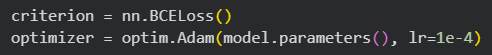 criterion = nn.BCELoss()
optimizer = optim.Adam(model.parameters(), lr=1e-4)